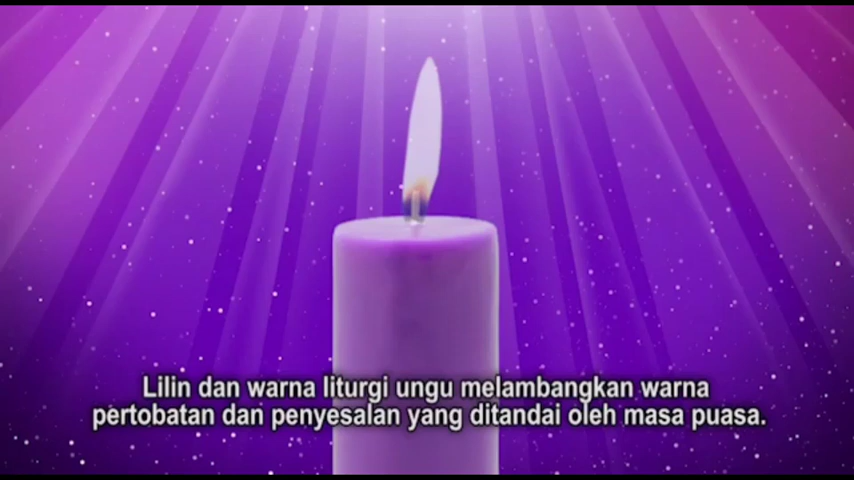 Lilin dan warna liturgi ungu melambangkan warna
pertobatan dan penyesalan yang ditandai oleh masa puasa.